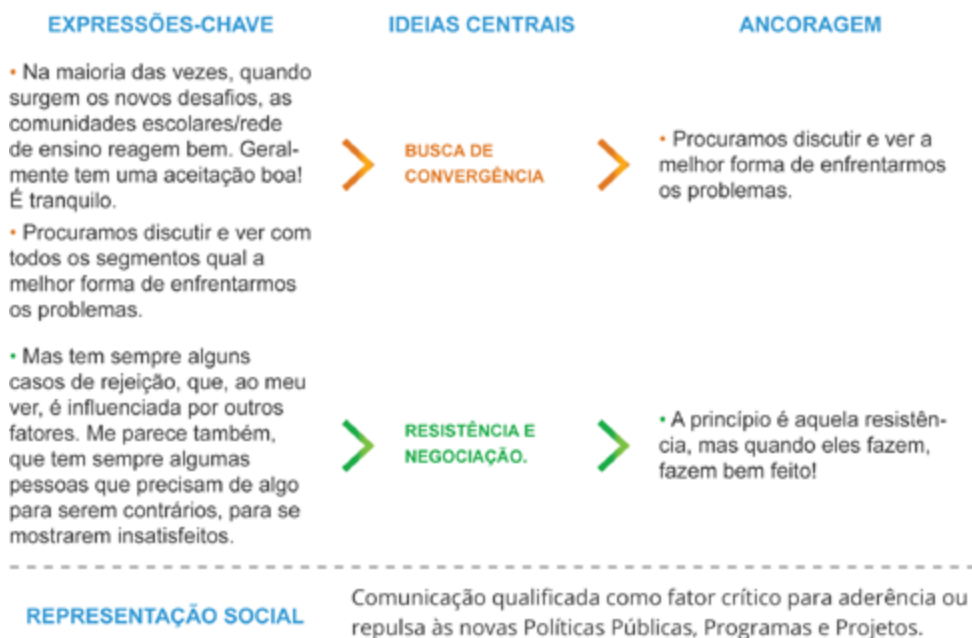 EXPRESSÕES-CHAVE
IDEIAS CENTRAIS
ANCORAGEM
• Na maioria das vezes, quando
surgem os novos desafios, as
comunidades escolares/rede
de ensino reagem bem. Geral-
mente tem uma aceitação boa!
É tranquilo.
• Procuramos discutir e ver com
todos os segmentos qual a
melhor forma de enfrentarmos
os problemas.
BUSCA DE
CONVERGÊNCIA
• Procuramos discutir e ver a
melhor forma de enfrentarmos
os problemas.
• Mas tem sempre alguns
casos de rejeição, que, ao meu
ver, é influenciada por outros
fatores. Me parece também,
que tem sempre algumas
pessoas que precisam de algo
para serem contrários, para se
mostrarem insatisfeitos.
RESISTÊNCIA E
NEGOCIAÇÃO.
• A princípio é aquela resistên-
cia, mas quando eles fazem,
fazem bem feito!
REPRESENTAÇÃO SOCIAL
Comunicação qualificada como fator crítico para aderência ou
repulsa às novas Políticas Públicas, Programas e Projetos.